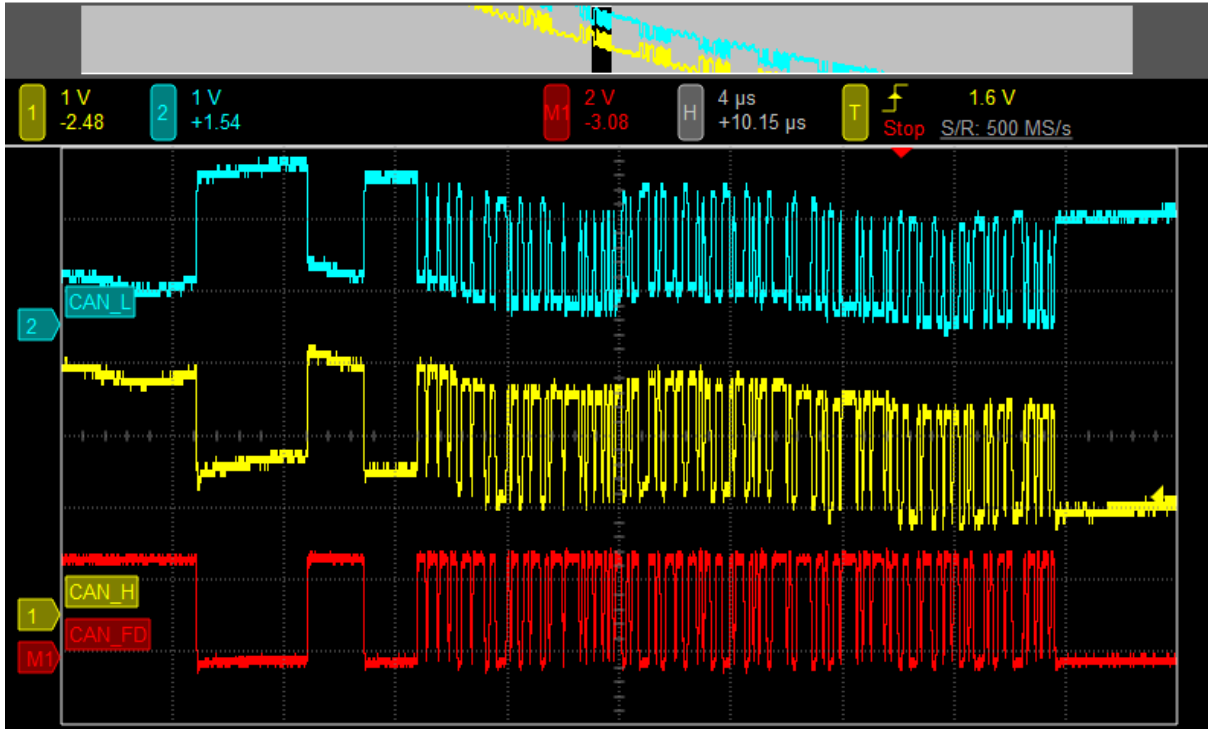 1 1 V 2 1 V M1 2 V H 4 µs T 1.6 V
-2.48 +1.54 -3.08 +10.15 µs Stop S/R: 500 MS/s
CAN_L
2
CAN_H
1
CAN_FD
M1